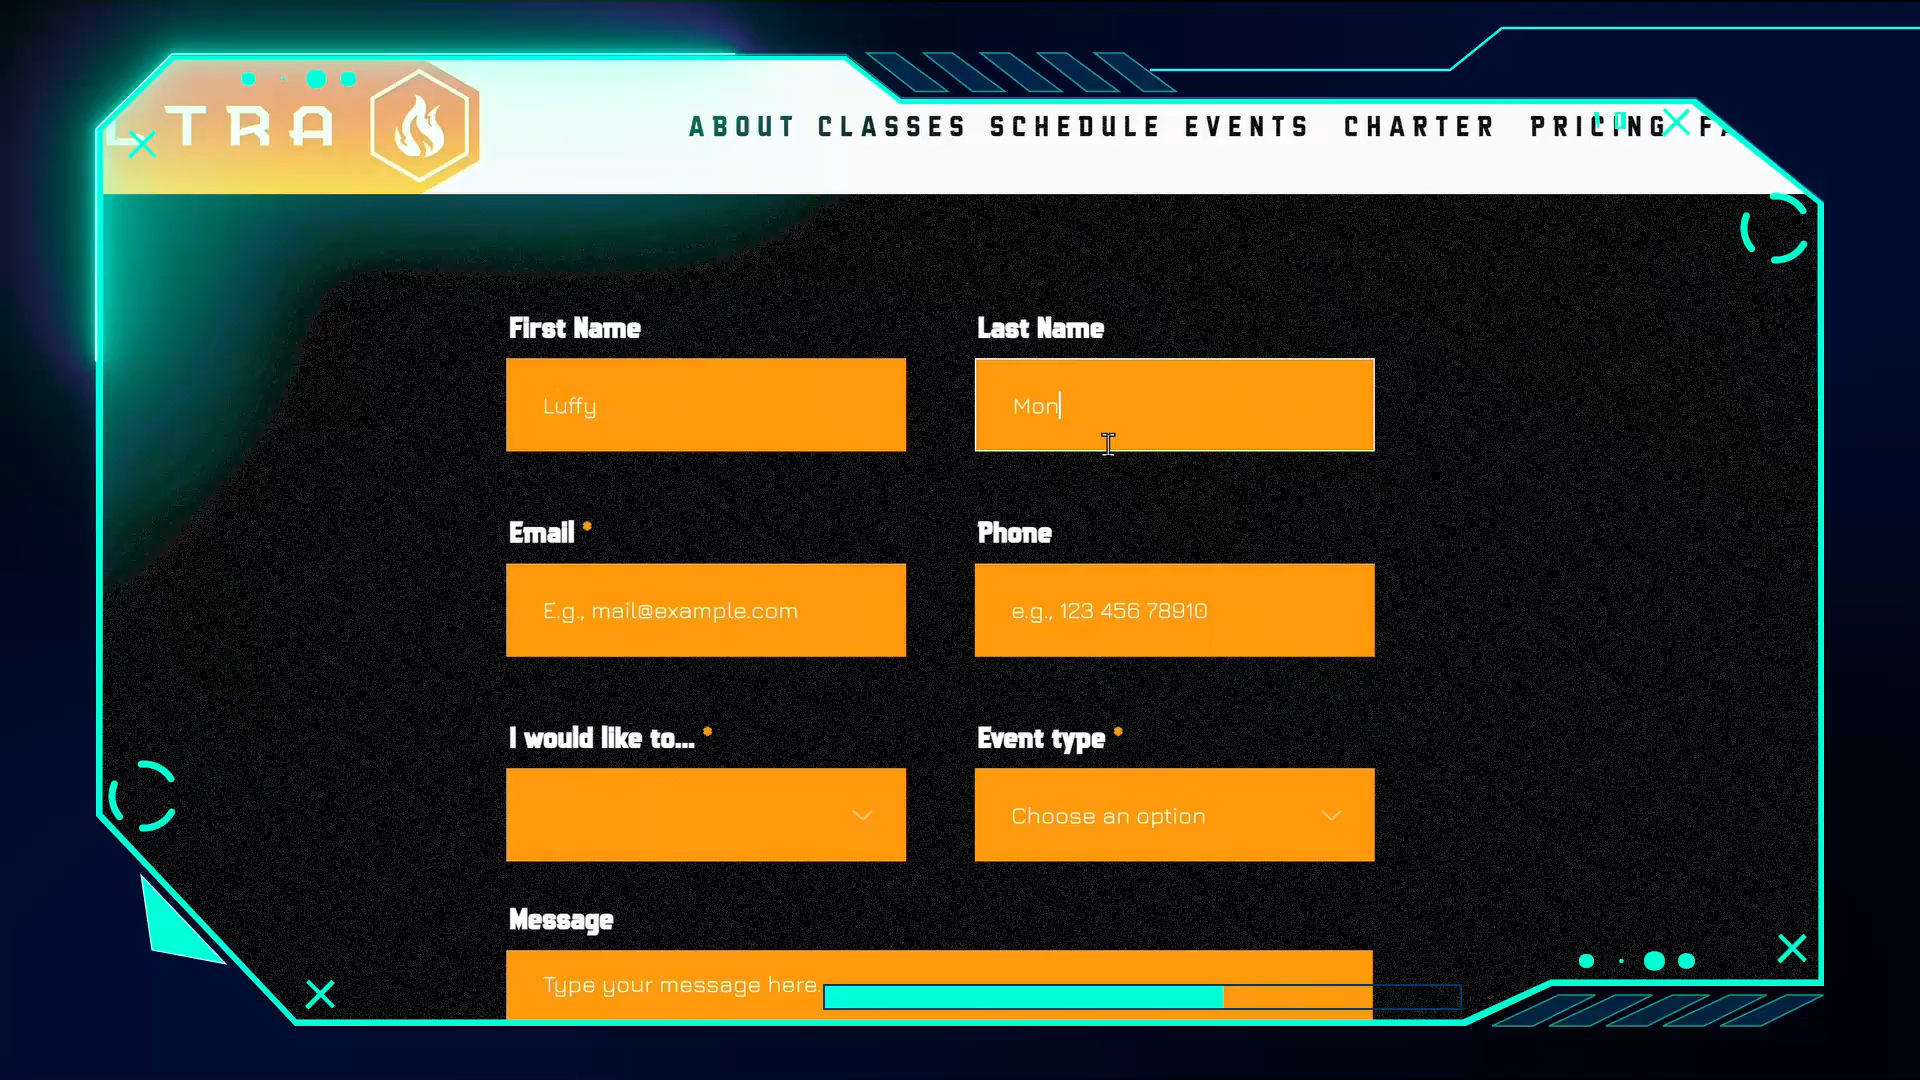 LTRA
ABOUT CLASSES SCHEDULE EVENTS CHARTER PRICING
First Name Last Name
Luffy Mon
Email * Phone
E.g., mail@example.com e.g., 123 456 78910
I would like to... * Event type *
Choose an option
Message
Type your message here.